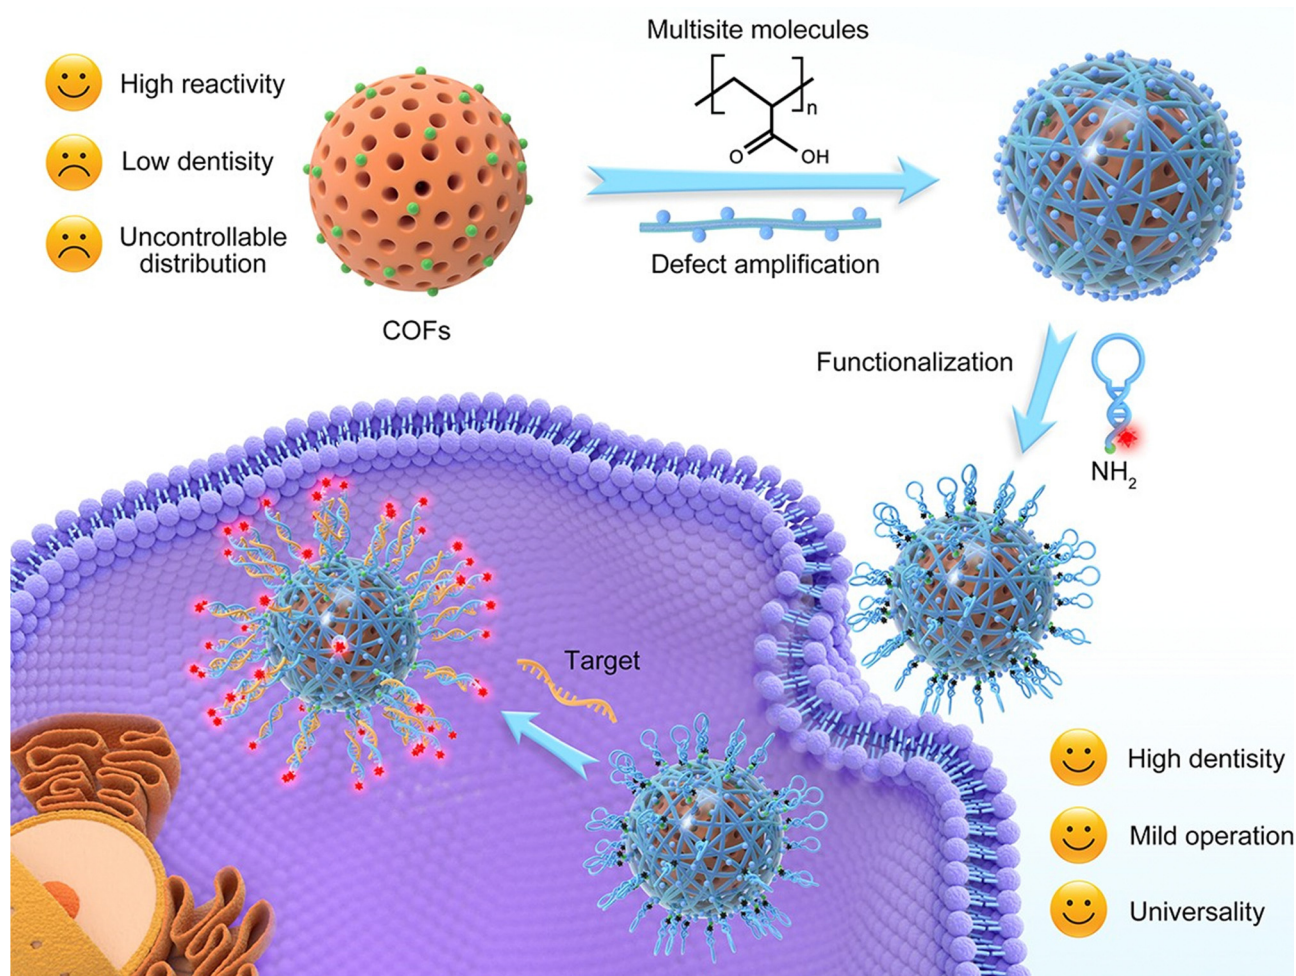 Multisite molecules
High reactivity
Low dentisity
Uncontrollable
distribution
n
O
OH
Defect amplification
COFs
Functionalization
NH2
Target
High dentisity
Mild operation
Universality